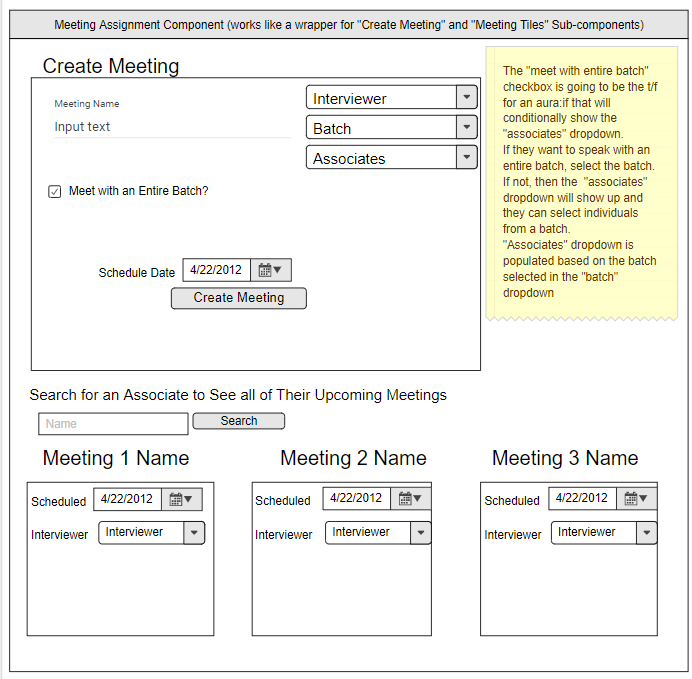 Meeting Assignment Component (works like a wrapper for "Create Meeting" and "Meeting Tiles" Sub-components)
Create Meeting
Meeting Name
Input text
Interviewer
Batch
Associates
Meet with an Entire Batch?
Schedule Date
4/22/2012
Create Meeting
The "meet with entire batch"
checkbox is going to be the t/f
for an aura:if that will
conditionally show the
"associates" dropdown.
If they want to speak with an
entire batch, select the batch.
If not, then the "associates"
dropdown will show up and
they can select individuals
from a batch.
"Associates" dropdown is
populated based on the batch
selected in the "batch"
dropdown
Search for an Associate to See all of Their Upcoming Meetings
Name
Search
Meeting 1 Name
Scheduled
4/22/2012
Interviewer
Interviewer
Meeting 2 Name
Scheduled
4/22/2012
Interviewer
Interviewer
Meeting 3 Name
Scheduled
4/22/2012
Interviewer
Interviewer